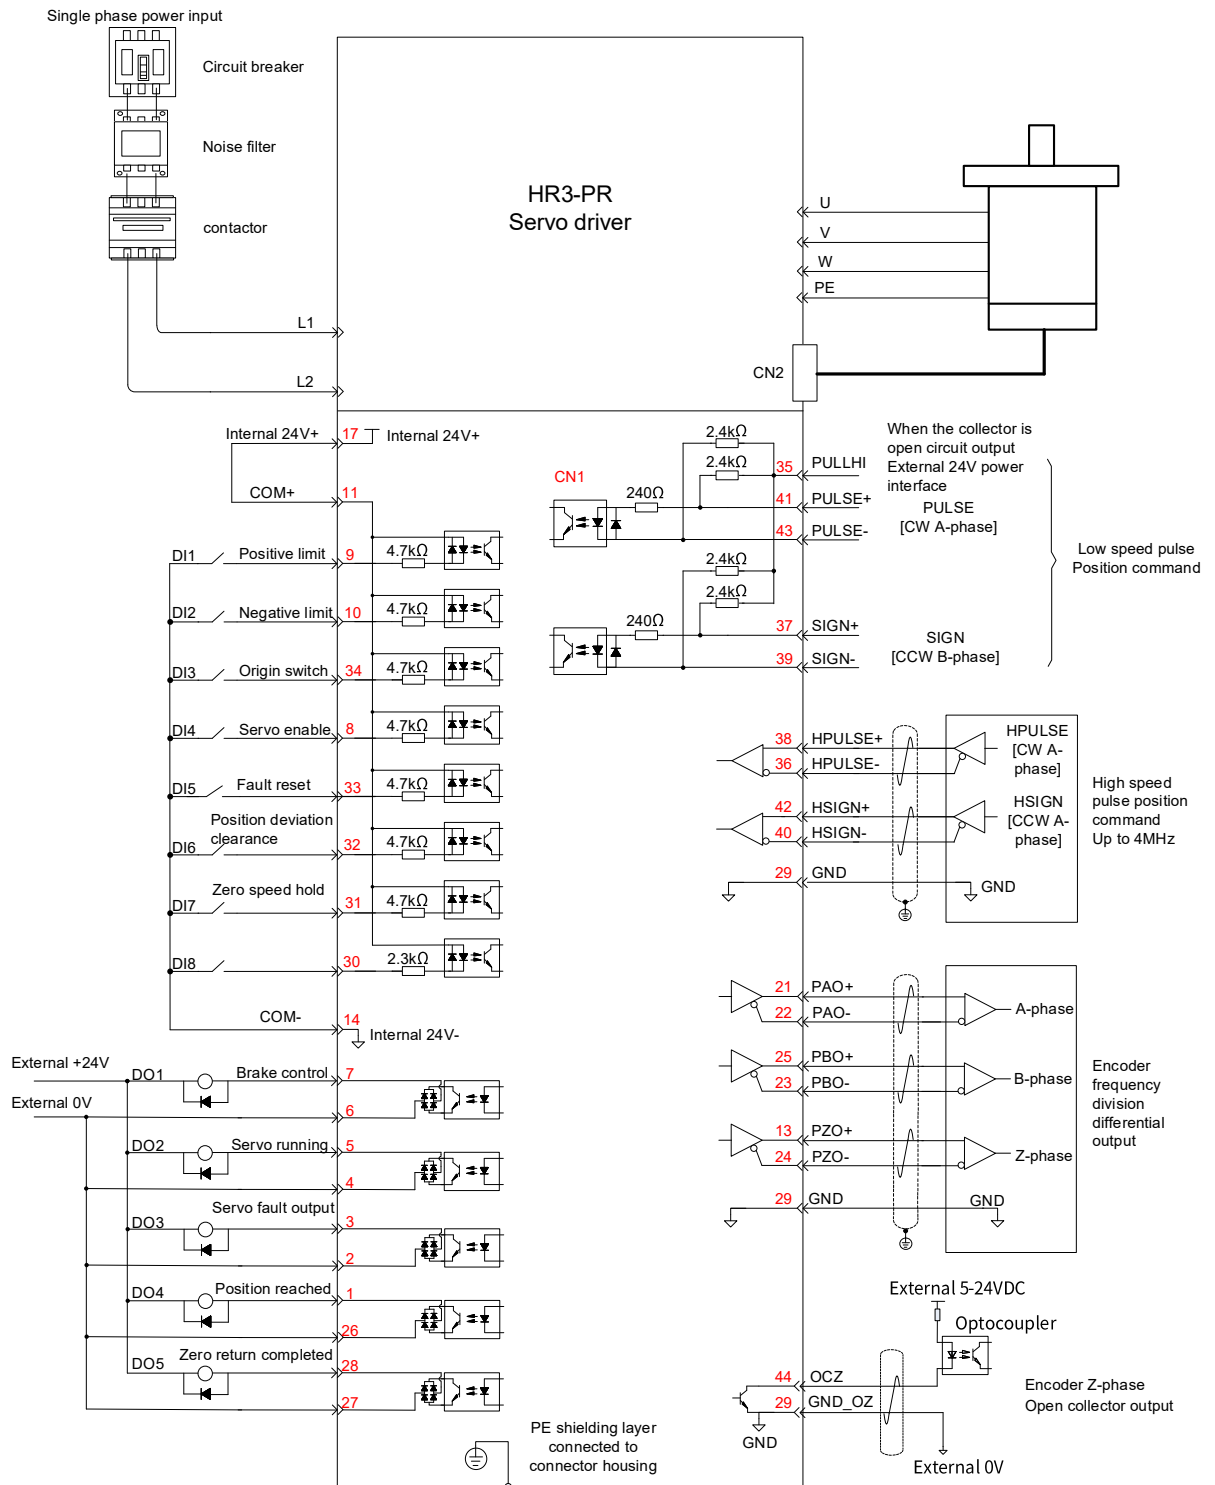 Single phase power input
Circuit breaker
Noise filter
contactor
HR3-PR
Servo driver
U
V
W
PE
L1
L2
CN2
Internal 24V+
17
Internal 24V+
COM+
11
DI1
Positive limit
9
4.7kΩ
DI2
Negative limit
10
4.7kΩ
DI3
Origin switch
34
4.7kΩ
DI4
Servo enable
8
4.7kΩ
DI5
Fault reset
33
4.7kΩ
Position deviation
clearance
DI6
32
4.7kΩ
Zero speed hold
DI7
31
4.7kΩ
DI8
30
2.3kΩ
COM-
14
Internal 24V-
External +24V
External 0V
DO1
Brake control
7
6
DO2
Servo running
5
4
Servo fault output
DO3
3
2
Position reached
DO4
1
26
Zero return completed
DO5
28
27
PE shielding layer
connected to
connector housing
CN1
2.4kΩ
2.4kΩ
240Ω
35
PULLHI
41
PULSE+
43
PULSE-
2.4kΩ
2.4kΩ
240Ω
37
SIGN+
39
SIGN-
When the collector is
open circuit output
External 24V power
interface
PULSE
[CW A-phase]
SIGN
[CCW B-phase]
Low speed pulse
Position command
38
HPULSE+
36
HPULSE-
42
HSIGN+
40
HSIGN-
29
GND
GND
HPULSE
[CW A-
phase]
HSIGN
[CCW A-
phase]
High speed
pulse position
command
Up to 4MHz
21
PAO+
22
PAO-
A-phase
25
PBO+
23
PBO-
B-phase
13
PZO+
24
PZO-
Z-phase
29
GND
GND
Encoder
frequency
division
differential
output
External 5-24VDC
Optocoupler
44
OCZ
29
GND_OZ
GND
External 0V
Encoder Z-phase
Open collector output